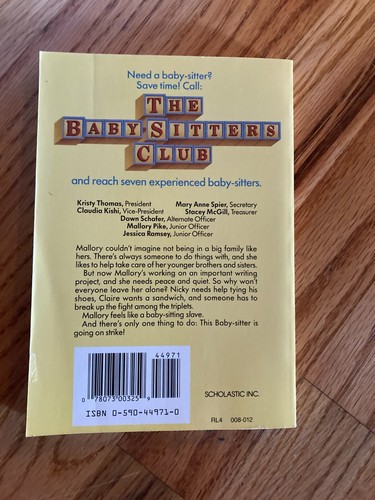 Need a baby-sitter?
Save time! Call:
THE
BABY-SITTERS
CLUB
and reach seven experienced baby-sitters.
Kristy Thomas, President
Mary Anne Spier, Secretary
Claudia Kishi, Vice-President
Stacey McGill, Treasurer
Dawn Schafer, Alternate Officer
Mallory Pike, Junior Officer
Jessica Ramsey, Junior Officer
Mallory couldn't imagine not being in a big family like
hers. There's always someone to do things with, and she
likes to help take care of her younger brothers and sisters.
But now Mallory's working on an important writing
project, and she needs peace and quiet. So why won't
everyone leave her alone? Nicky needs help tying his
shoes, Claire wants a sandwich, and someone has to
break up the fight among the triplets.
Mallory feels like a baby-sitting slave.
And there's only one thing to do: This Baby-sitter is
going on strike!
44971
0 78073 00325 9
ISBN 0-590-44971-0
SCHOLASTIC INC.
RL4 008-012